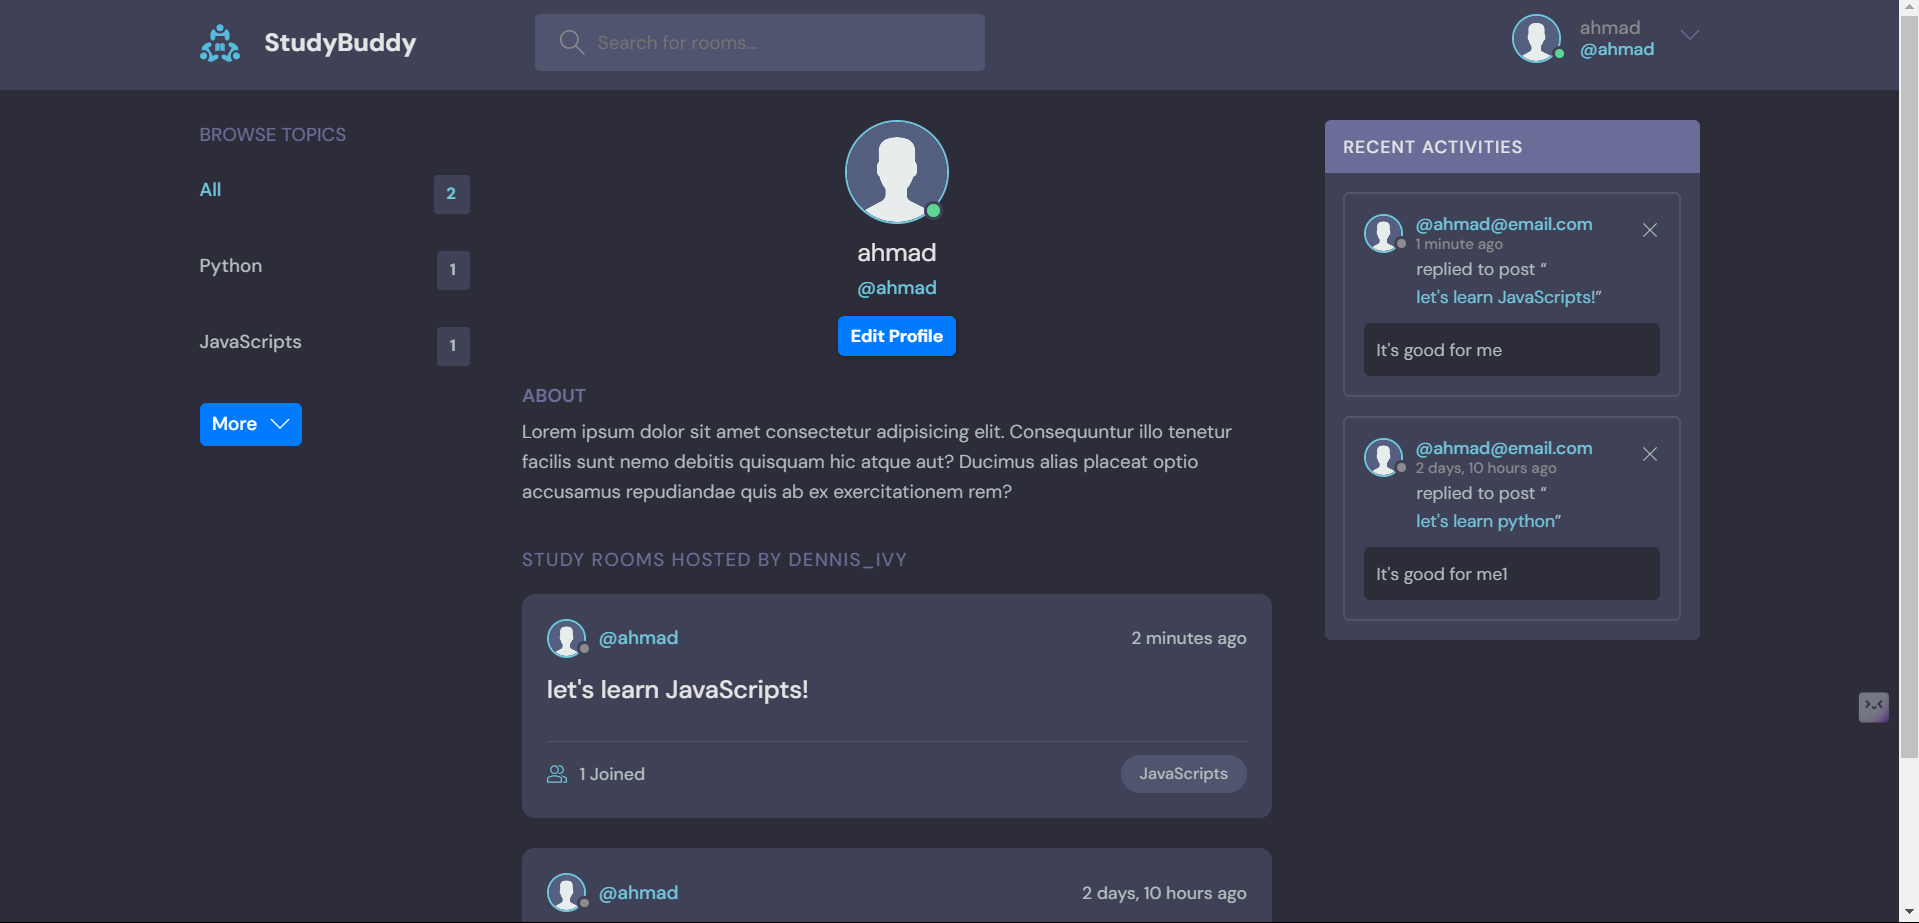 StudyBuddy
Search for rooms...
ahmad
@ahmad
BROWSE TOPICS
All 2
Python 1
JavaScripts 1
More
ahmad
@ahmad
Edit Profile
ABOUT
Lorem ipsum dolor sit amet consectetur adipisicing elit. Consequuntur illo tenetur
facilis sunt nemo debitis quisquam hic atque aut? Ducimus alias placeat optio
accusamus repudiandae quis ab ex exercitationem rem?
STUDY ROOMS HOSTED BY DENNIS_IVY
@ahmad 2 minutes ago
let's learn JavaScripts!
1 Joined JavaScripts
@ahmad 2 days, 10 hours ago
RECENT ACTIVITIES
@ahmad@email.com
1 minute ago
replied to post “
let's learn JavaScripts!”
It's good for me
@ahmad@email.com
2 days, 10 hours ago
replied to post “
let's learn python”
It's good for me1